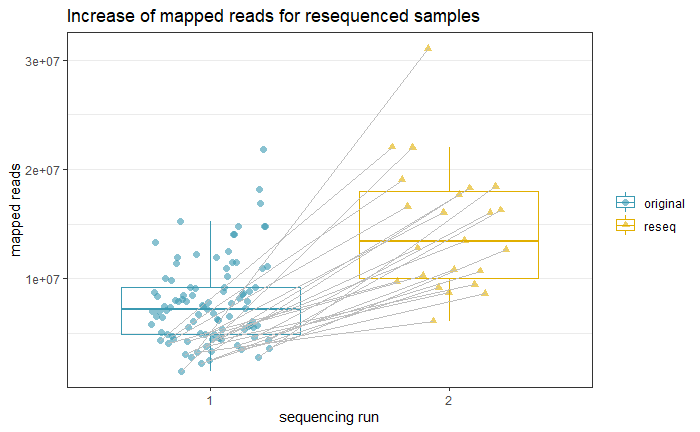 Increase of mapped reads for resequenced samples
3e+07
2e+07
1e+07
mapped reads
1
2
sequencing run
original
reseq